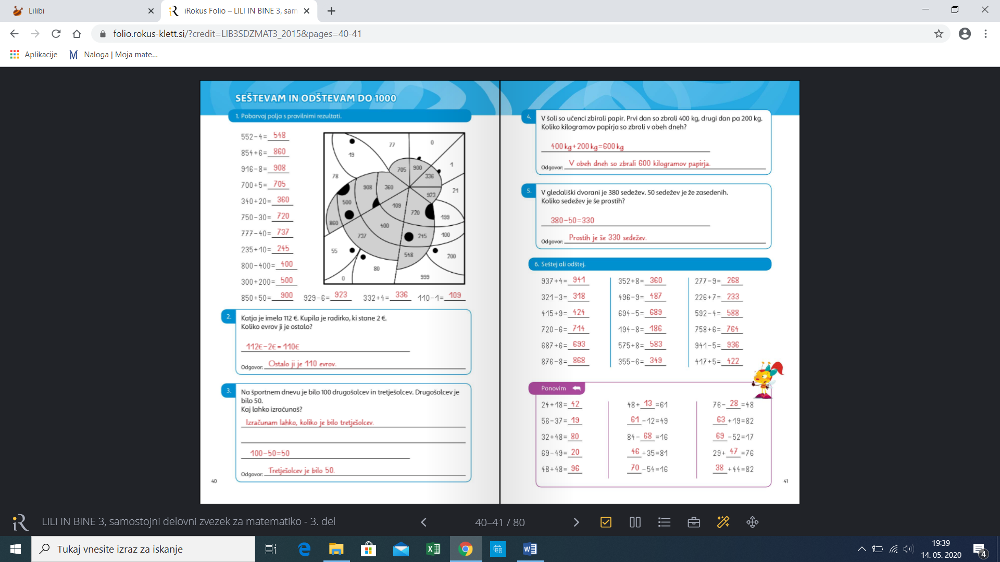 Lilibi
iRokus Folio – LILI IN BINE 3, sam
folio.rokus-klett.si/?credit=LIB3SDZMAT3_2015&pages=40-41
Aplikacije
Naloga | Moja mate...
SEŠTEVAM IN ODŠTEVAM DO 1000
1. Pobarvaj polja s pravilnimi rezultati.
552-4= 548
854+6= 860
916-8= 908
700+5= 705
340+20= 360
750-30= 720
777-40= 737
235+10= 245
800-400= 400
300+200= 500
850+50= 900
929-6= 923
332+4= 336
110-1= 109
77
0
19
1
705
900
336
78
908
360
923
21
500
109
720
199
860
400
737
245
100
55
548
200
80
0
999
2.
Katja je imela 112 €. Kupila je radirko, ki stane 2 €.
Koliko evrov ji je ostalo?
112€-2€=110€
Odgovor: Ostalo ji je 110 evrov.
3.
Na športnem dnevu je bilo 100 drugošolcev in tretješolcev. Drugošolcev je
bilo 50.
Kaj lahko izračunaš?
Izračunam lahko, koliko je bilo tretješolcev.
100-50=50
Odgovor: Tretješolcev je bilo 50.
40
4.
V šoli so učenci zbirali papir. Prvi dan so zbrali 400 kg, drugi dan pa 200 kg.
Koliko kilogramov papirja so zbrali v obeh dneh?
400 kg+200 kg=600 kg
Odgovor: V obeh dneh so zbrali 600 kilogramov papirja.
5.
V gledališki dvorani je 380 sedežev. 50 sedežev je že zasedenih.
Koliko sedežev je še prostih?
380-50=330
Odgovor: Prostih je še 330 sedežev.
6. Seštej ali odštej.
937+4= 941
352+8= 360
277-9= 268
321-3= 318
496-9= 487
226+7= 233
415+9= 424
694-5= 689
592-4= 588
720-6= 714
194-8= 186
758+6= 764
687+6= 693
575+8= 583
941-5= 936
876-8= 868
355-6= 349
417+5= 422
Ponovim
24+18= 42
48+ 13 =61
76- 28 =48
56-37= 19
61 -12=49
63 +19=82
32+48= 80
84- 68 =16
69 -52=17
69-49= 20
46 +35=81
29+ 47 =76
48+48= 96
70 -54=16
38 +44=82
41
iR
LILI IN BINE 3, samostojni delovni zvezek za matematiko - 3. del
40–41 / 80
Tukaj vnesite izraz za iskanje
19:39
14. 05. 2020
4